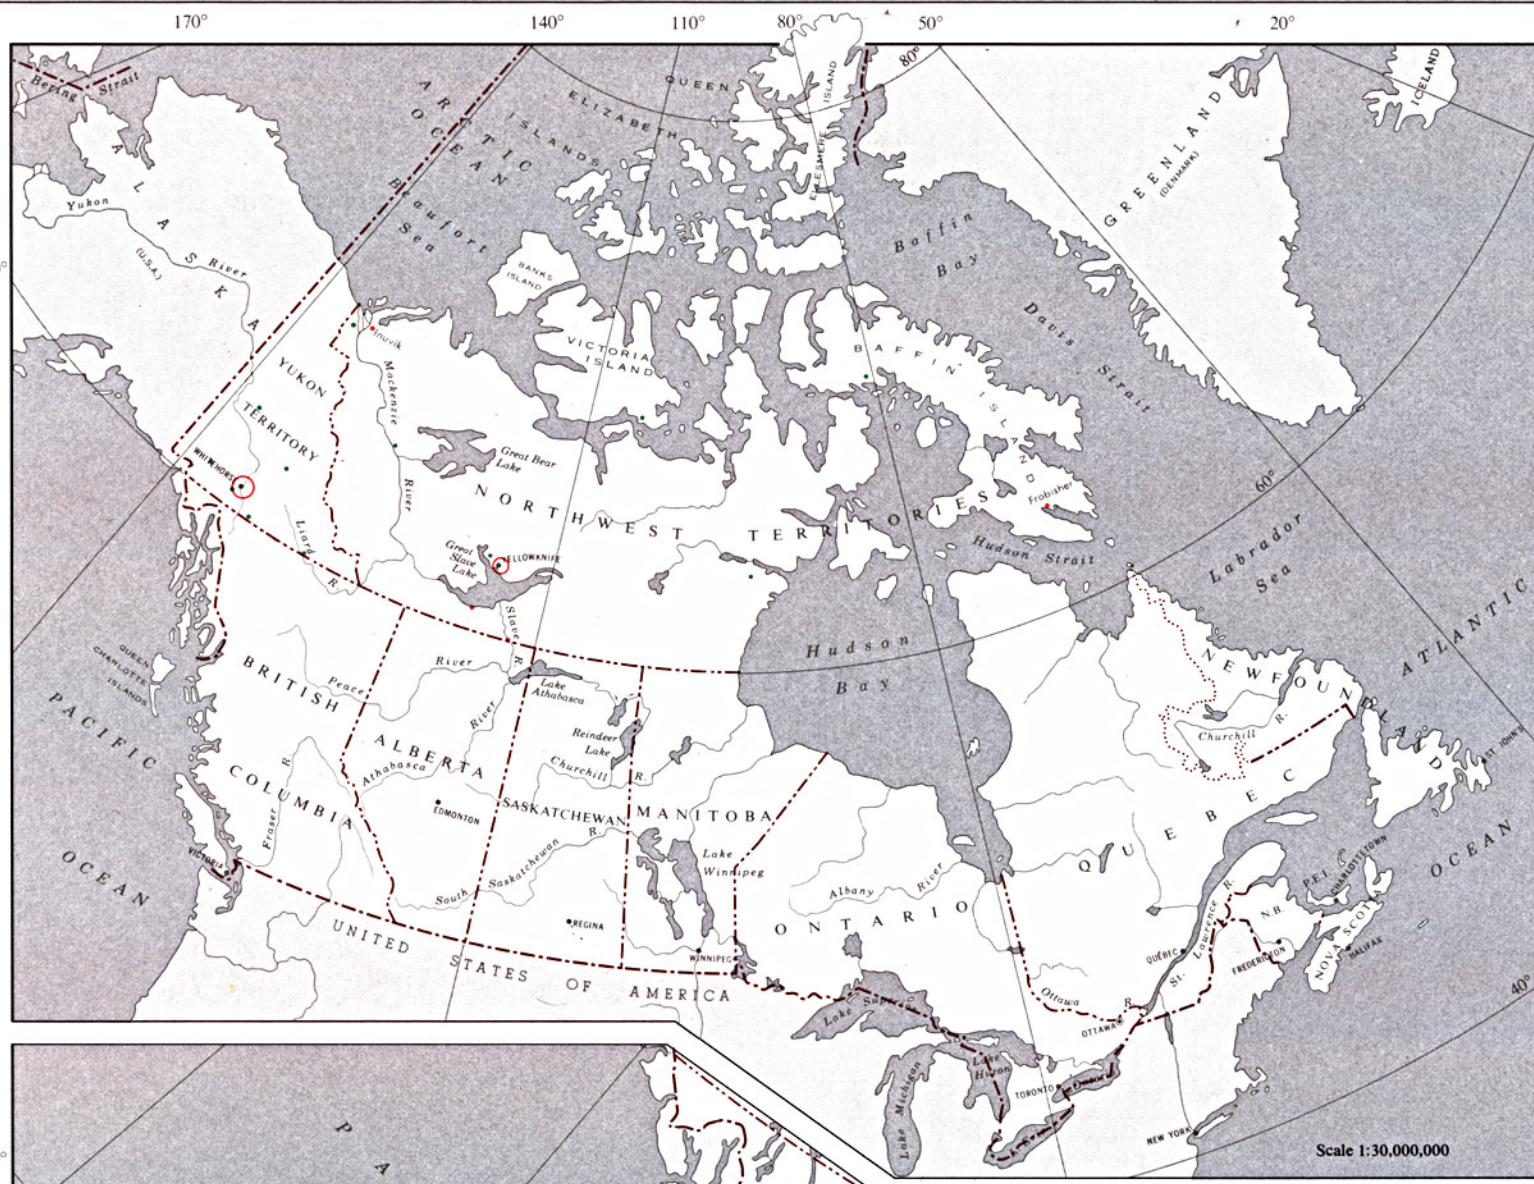 170°
140°
110°
80°
50°
20°
Bering Strait
ARCTIC
OCEAN
QUEEN
ELIZABETH
ISLANDS
80°
ELLESMERE
ISLAND
GREENLAND
(DENMARK)
ICELAND
ALASKA
(U.S.A.)
Yukon
River
Beaufort
Sea
BANKS
ISLAND
Baffin
Bay
Davis Strait
VICTORIA
ISLAND
BAFFIN ISLAND
Inuvik
YUKON
TERRITORY
Mackenzie
River
Great Bear
Lake
WHITEHORSE
NORTHWEST TERRITORIES
Frobisher
60°
Liard
R.
Great
Slave
Lake
YELLOWKNIFE
Hudson Strait
Labrador
Sea
Slave
R.
Hudson
Bay
ATLANTIC
OCEAN
QUEEN
CHARLOTTE
ISLANDS
PACIFIC
OCEAN
BRITISH
COLUMBIA
Peace
River
Lake
Athabasca
Reindeer
Lake
NEWFOUNDLAND
Churchill
R.
ST. JOHN'S
ALBERTA
Athabasca
River
Churchill
R.
Fraser
R.
EDMONTON
SASKATCHEWAN
MANITOBA
QUEBEC
VICTORIA
South
Saskatchewan
R.
Lake
Winnipeg
Albany
River
ONTARIO
REGINA
WINNIPEG
P.E.I.
CHARLOTTETOWN
N.B.
NOVA SCOTIA
HALIFAX
FREDERICTON
QUÉBEC
St.
Lawrence
R.
UNITED STATES OF AMERICA
Ottawa
R.
OTTAWA
Lake Superior
Lake
Huron
Lake Michigan
TORONTO
NEW YORK
40°
P
A
Scale 1:30,000,000